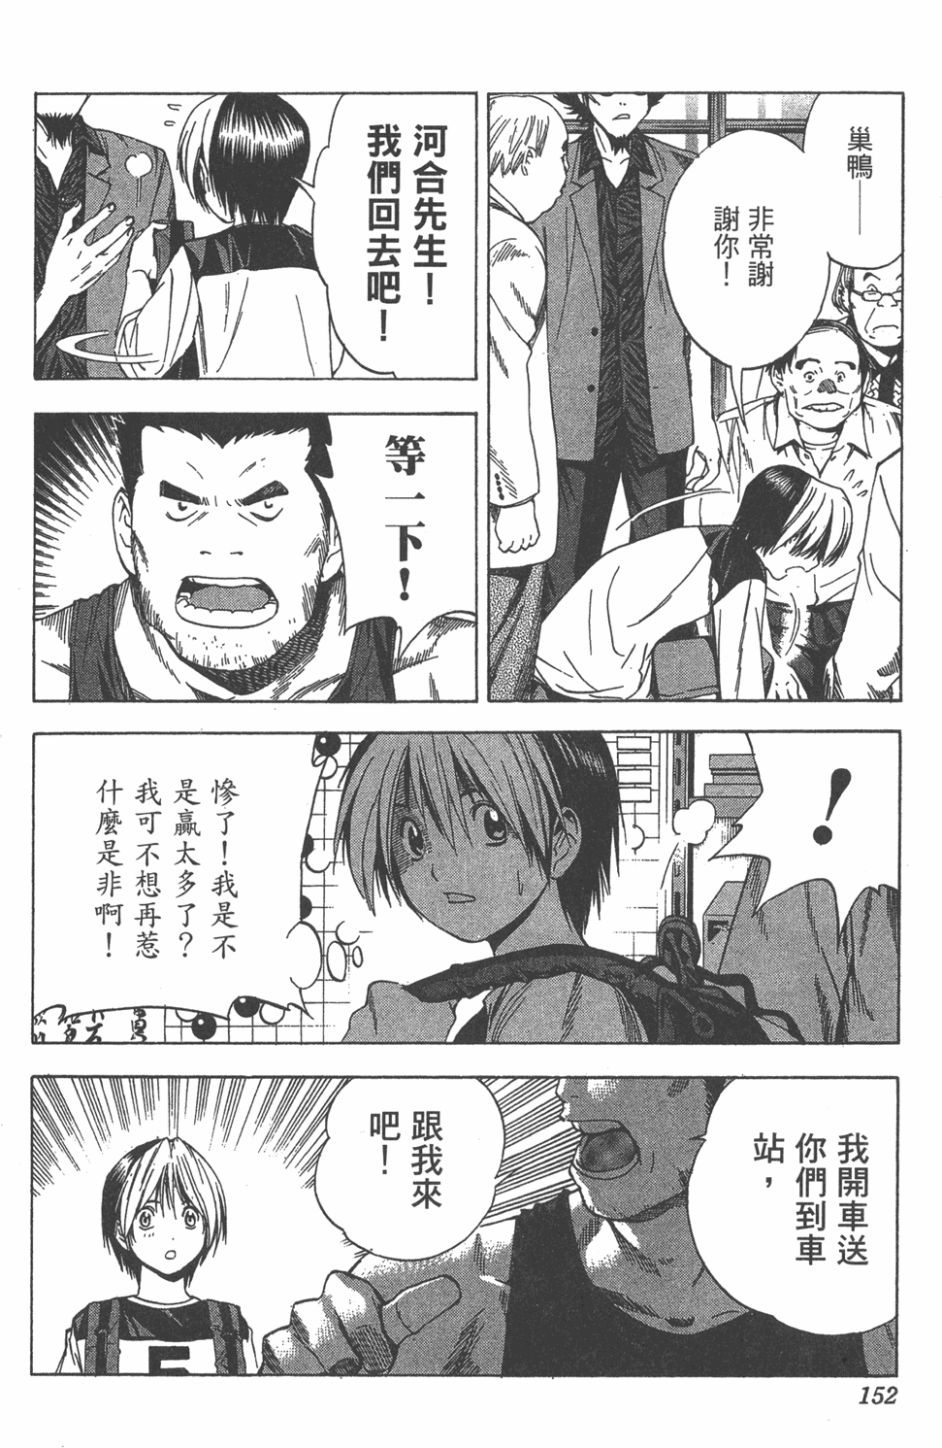 巢鴨——
非常謝
謝你！
河合先生！
我們回去吧！
等一下！
！
慘了！我是不
是贏太多了？
我可不想再惹
什麼是非啊！
我開車送
你們到車
站，
跟我來
吧！
5
152